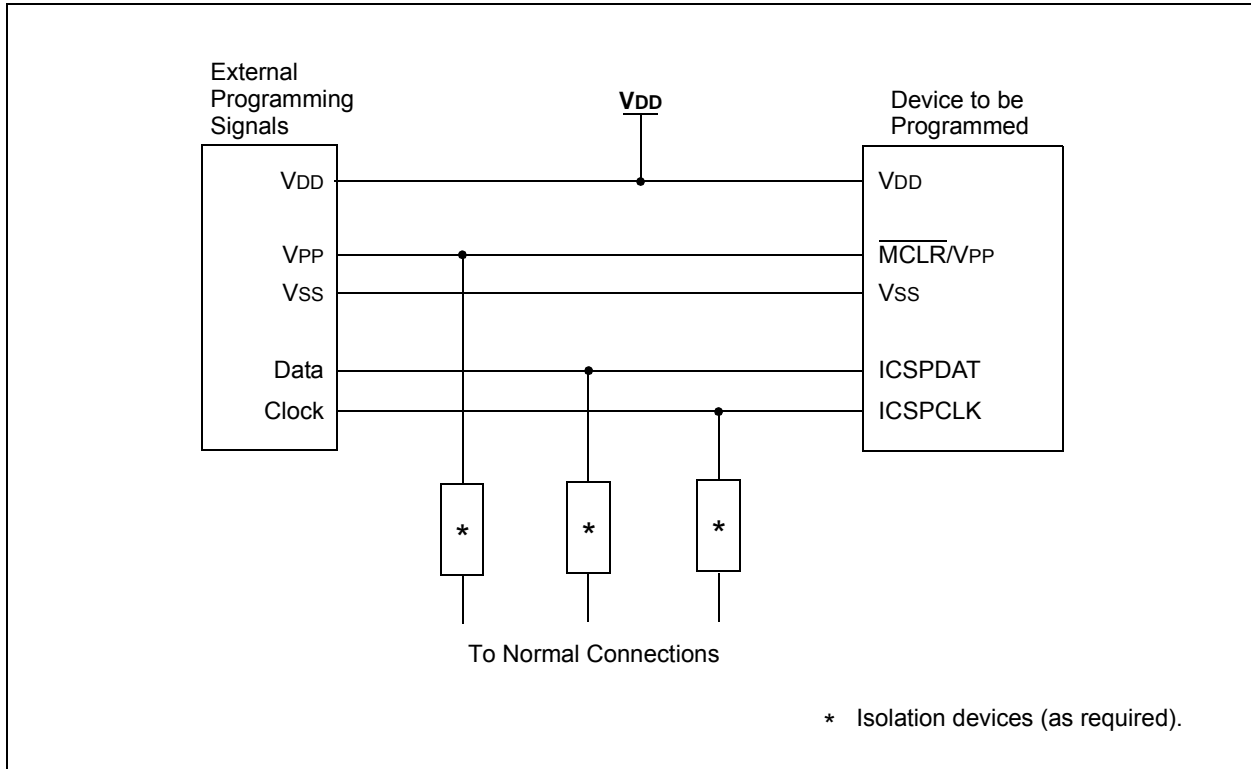 External
Programming
Signals
VDD
Device to be
Programmed
VDD
VPP
VSS
Data
Clock
VDD
MCLR/VPP
VSS
ICSPDAT
ICSPCLK
*
*
*
To Normal Connections
* Isolation devices (as required).